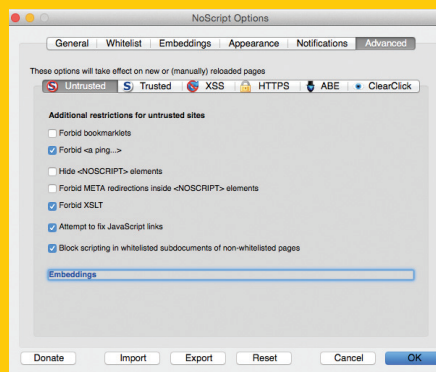 NoScript Options
General Whitelist Embeddings Appearance Notifications Advanced
These options will take effect on new or (manually) reloaded pages
Untrusted Trusted XSS HTTPS ABE ClearClick
Additional restrictions for untrusted sites
Forbid bookmarklets
Forbid <a ping...>
Hide <NOSCRIPT> elements
Forbid META redirections inside <NOSCRIPT> elements
Forbid XSLT
Attempt to fix JavaScript links
Block scripting in whitelisted subdocuments of non-whitelisted pages
Embeddings
Donate Import Export Reset Cancel OK